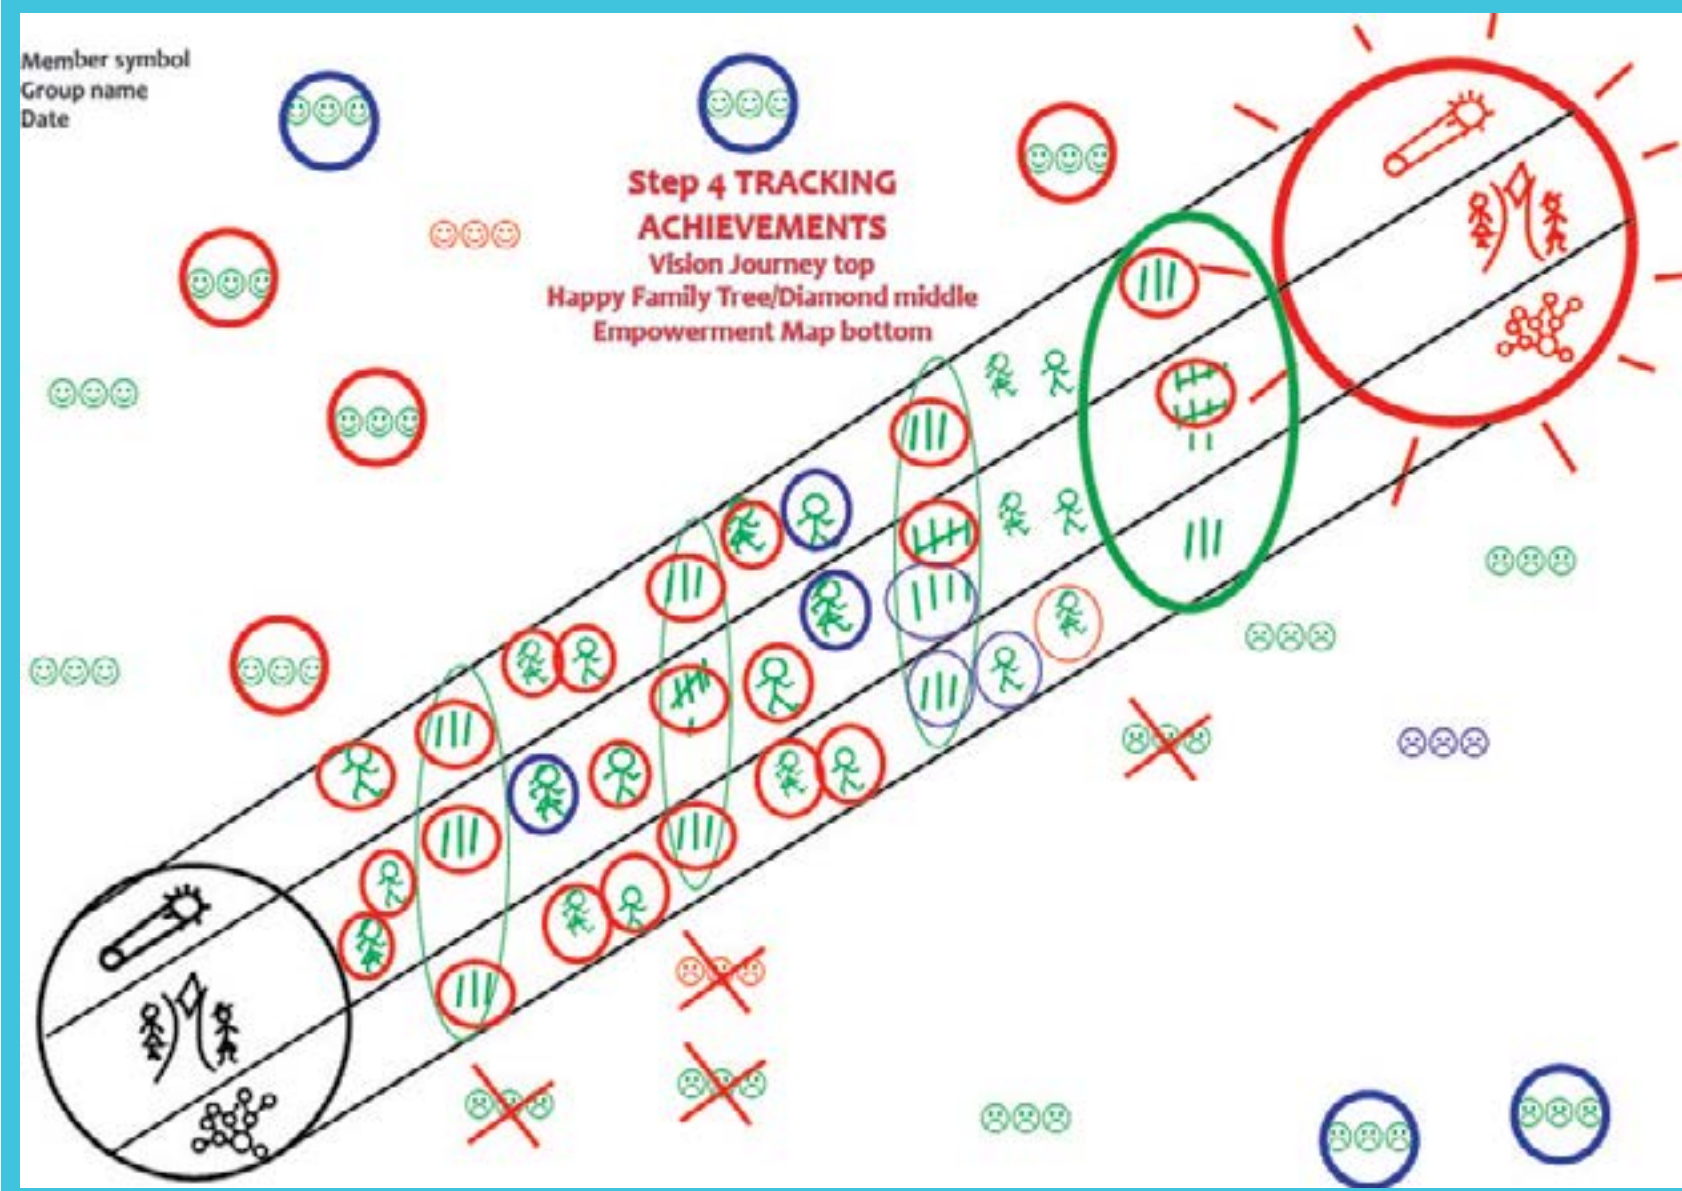 Member symbol
Group name
Date
Step 4 TRACKING
ACHIEVEMENTS
Vision Journey top
Happy Family Tree/Diamond middle
Empowerment Map bottom